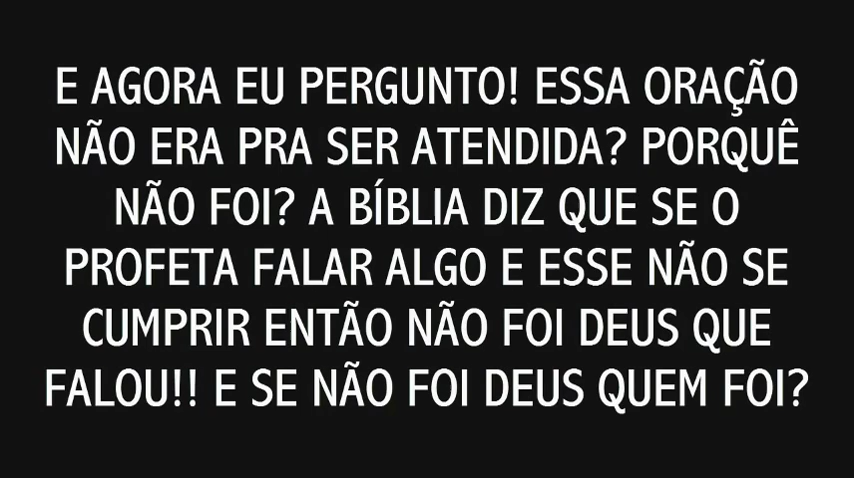 E AGORA EU PERGUNTO! ESSA ORAÇÃO
NÃO ERA PRA SER ATENDIDA? PORQUÊ
NÃO FOI? A BÍBLIA DIZ QUE SE O
PROFETA FALAR ALGO E ESSE NÃO SE
CUMPRIR ENTÃO NÃO FOI DEUS QUE
FALOU!! E SE NÃO FOI DEUS QUEM FOI?